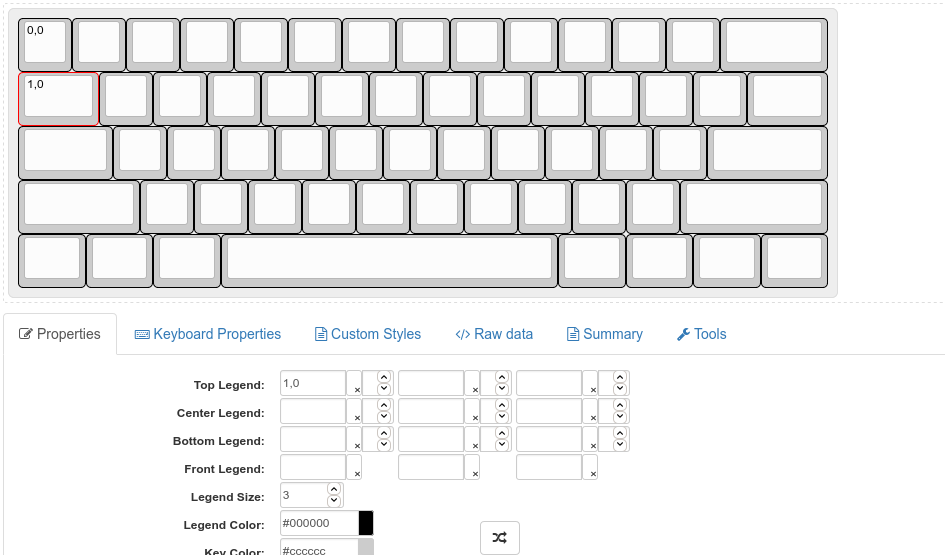 0,0
1,0
Properties Keyboard Properties </> Raw data Custom Styles Summary Tools
Top Legend: 1,0
Center Legend:
Bottom Legend:
Front Legend:
Legend Size: 3
Legend Color: #000000
Key Color: #cccccc